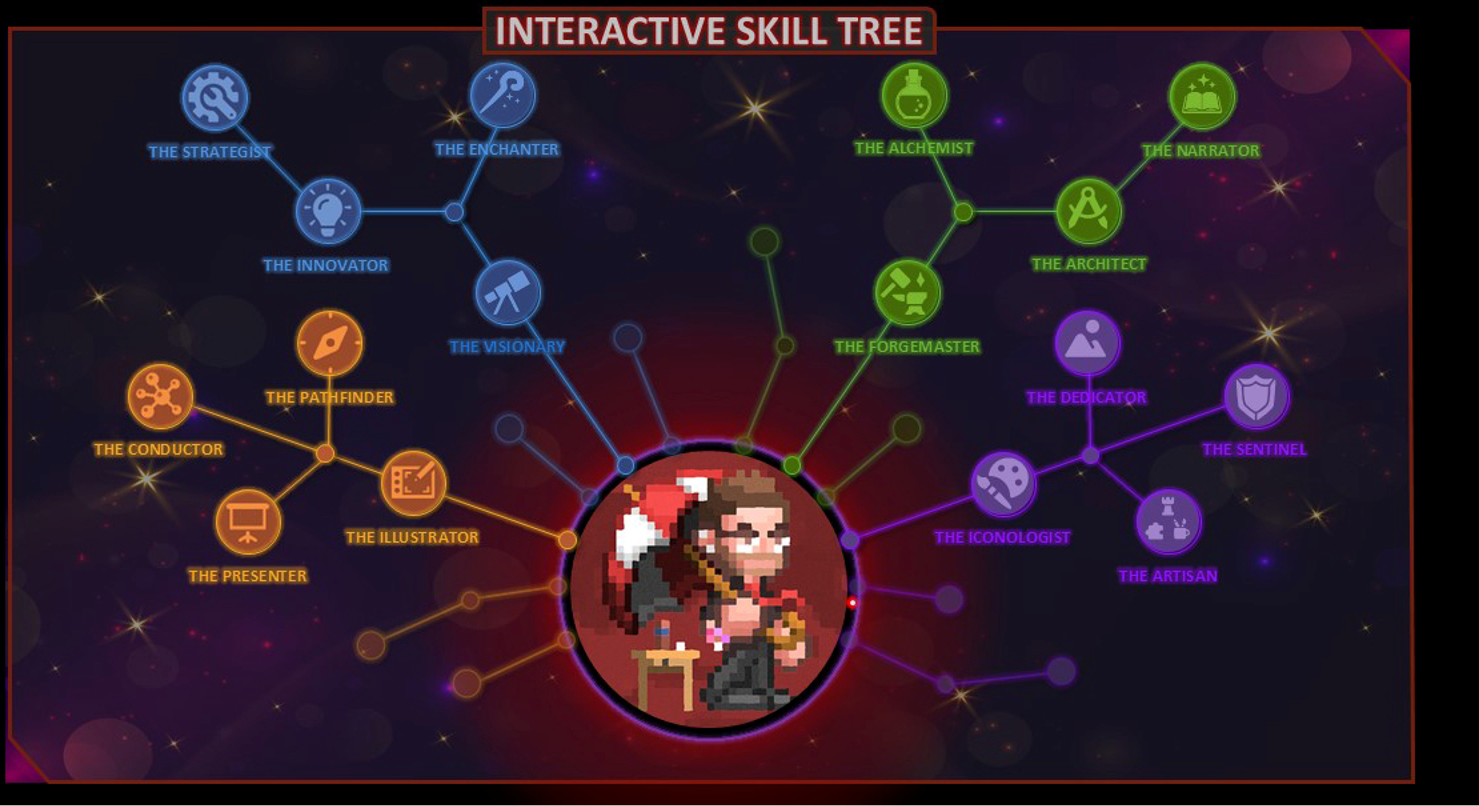 INTERACTIVE SKILL TREE
THE STRATEGIST
THE ENCHANTER
THE ALCHEMIST
THE NARRATOR
THE INNOVATOR
THE ARCHITECT
THE VISIONARY
THE FORGEMASTER
THE PATHFINDER
THE DEDICATOR
THE CONDUCTOR
THE SENTINEL
THE ILLUSTRATOR
THE ICONOLOGIST
THE PRESENTER
THE ARTISAN